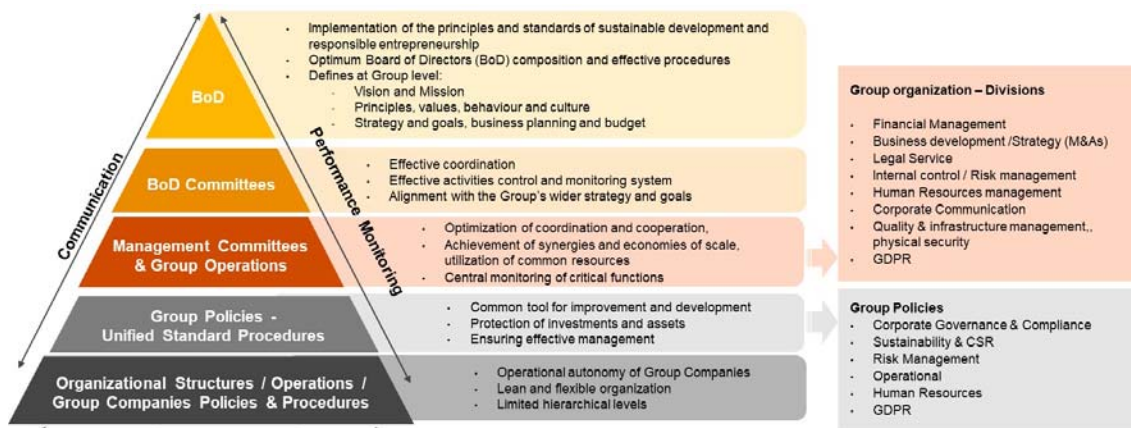 BoD
Communication
Performance Monitoring
• Implementation of the principles and standards of sustainable development and
responsible entrepreneurship
• Optimum Board of Directors (BoD) composition and effective procedures
• Defines at Group level:
• Vision and Mission
• Principles, values, behaviour and culture
• Strategy and goals, business planning and budget
BoD Committees
• Effective coordination
• Effective activities control and monitoring system
• Alignment with the Group's wider strategy and goals
Management Committees
& Group Operations
• Optimization of coordination and cooperation,
• Achievement of synergies and economies of scale,
utilization of common resources
• Central monitoring of critical functions
Group Policies -
Unified Standard Procedures
• Common tool for improvement and development
• Protection of investments and assets
• Ensuring effective management
Organizational Structures / Operations /
Group Companies Policies & Procedures
• Operational autonomy of Group Companies
• Lean and flexible organization
• Limited hierarchical levels
Group organization – Divisions
• Financial Management
• Business development /Strategy (M&As)
• Legal Service
• Internal control / Risk management
• Human Resources management
• Corporate Communication
• Quality & infrastructure management,,
physical security
• GDPR
Group Policies
• Corporate Governance & Compliance
• Sustainability & CSR
• Risk Management
• Operational
• Human Resources
• GDPR